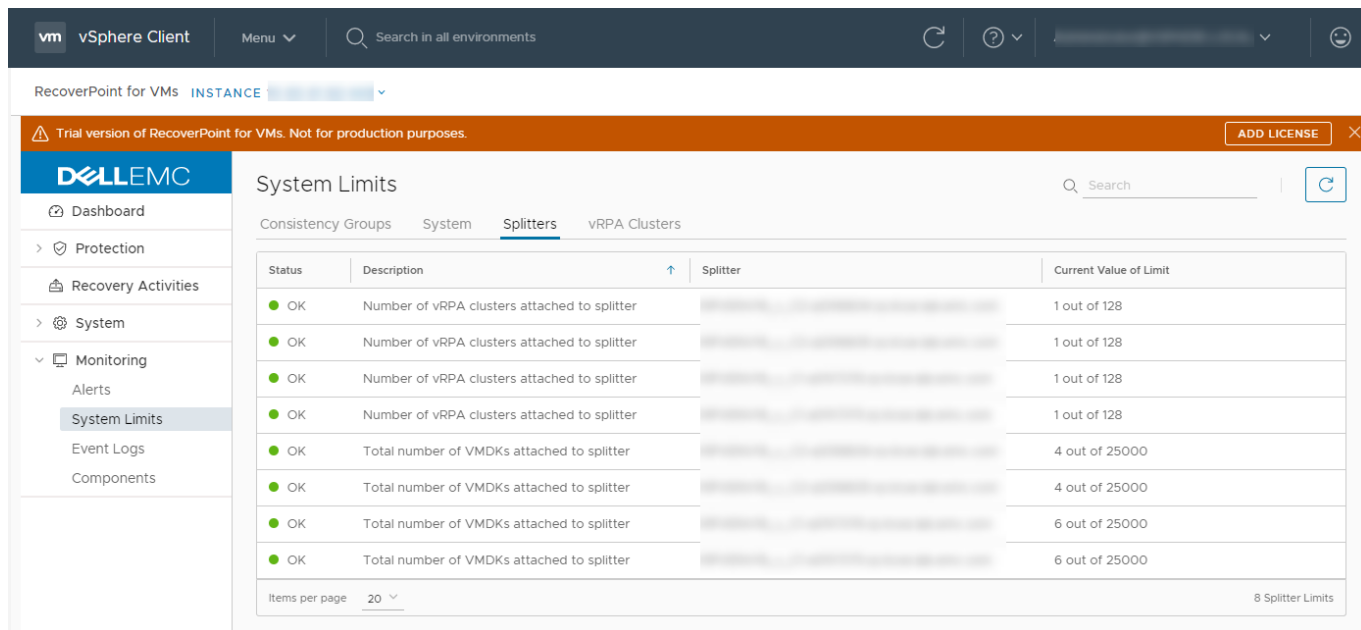 vm vSphere Client Menu Search in all environments
RecoverPoint for VMs INSTANCE
Trial version of RecoverPoint for VMs. Not for production purposes. ADD LICENSE
DELLEMC
Dashboard
Protection
Recovery Activities
System
Monitoring
Alerts
System Limits
Event Logs
Components
System Limits Search
Consistency Groups System Splitters vRPA Clusters
Status Description Splitter Current Value of Limit
OK Number of vRPA clusters attached to splitter 1 out of 128
OK Number of vRPA clusters attached to splitter 1 out of 128
OK Number of vRPA clusters attached to splitter 1 out of 128
OK Number of vRPA clusters attached to splitter 1 out of 128
OK Total number of VMDKs attached to splitter 4 out of 25000
OK Total number of VMDKs attached to splitter 4 out of 25000
OK Total number of VMDKs attached to splitter 6 out of 25000
OK Total number of VMDKs attached to splitter 6 out of 25000
Items per page 20 8 Splitter Limits